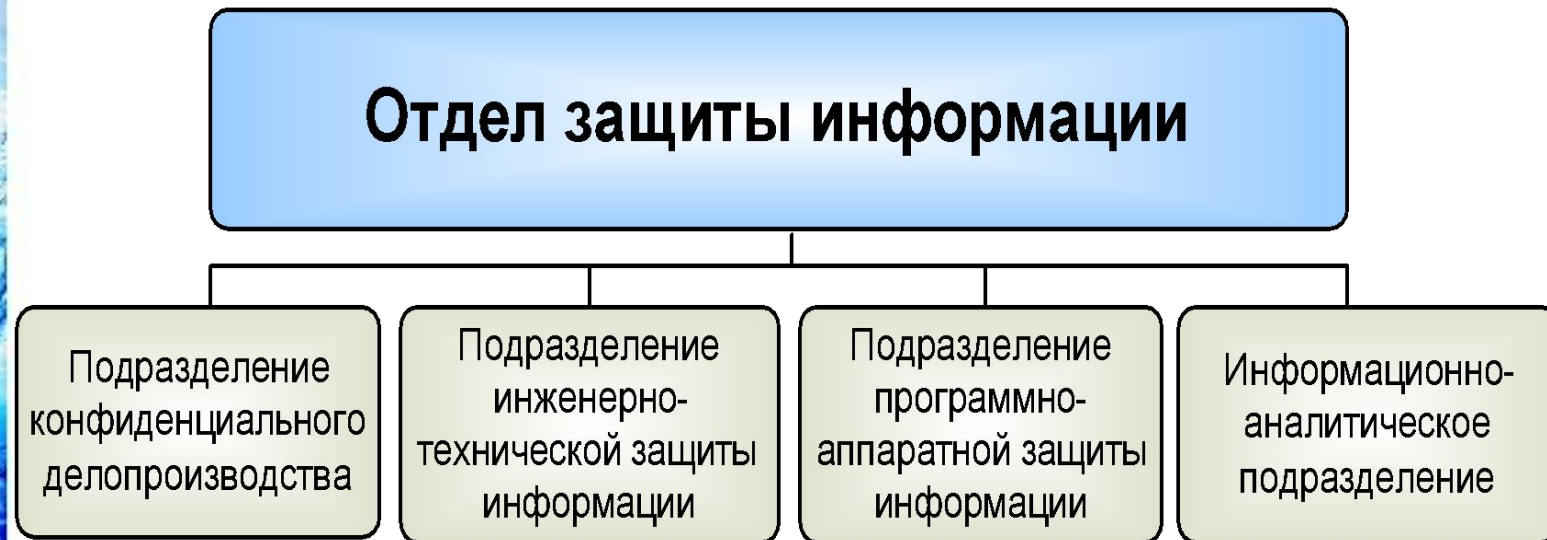 Отдел защиты информации
Подразделение
конфиденциального
делопроизводства
Подразделение
инженерно-
технической защиты
информации
Подразделение
программно-
аппаратной защиты
информации
Информационно-
аналитическое
подразделение